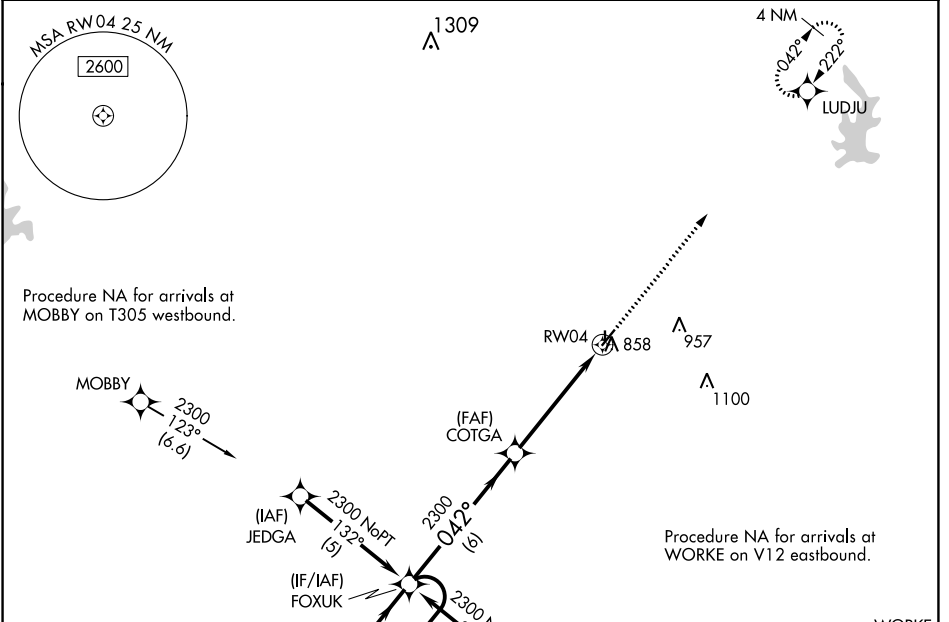 MSA RW04 25 NM
2600
1309
4 NM
042°
222°
LUDJU
Procedure NA for arrivals at
MOBBY on T305 westbound.
RW04
858
957
1100
MOBBY
2300
123°
(6.6)
(FAF)
COTGA
(IAF)
JEDGA
2300 NoPT
132°
(5)
2300
042°
(6)
Procedure NA for arrivals at
WORKE on V12 eastbound.
(IF/IAF)
FOXUK
2300
WORKE